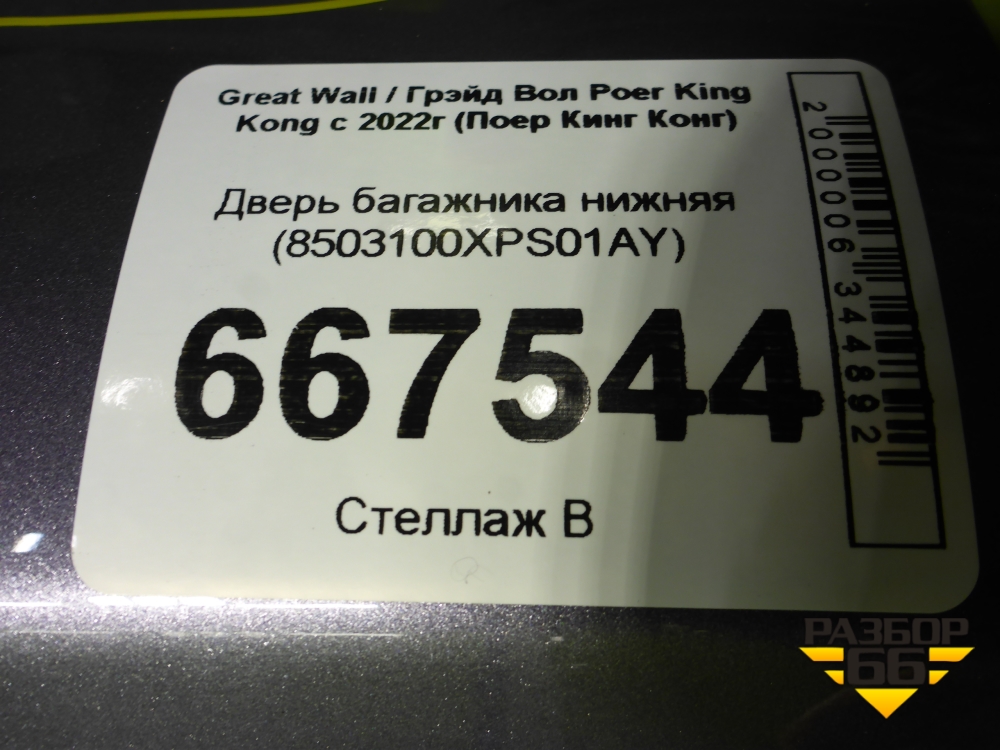 Great Wall / Грэйд Вол Poer King
Kong с 2022г (Поер Кинг Конг)
Дверь багажника нижняя
(8503100XPS01AY)
667544
Стеллаж В
2000006344892
РАЗБОР
66